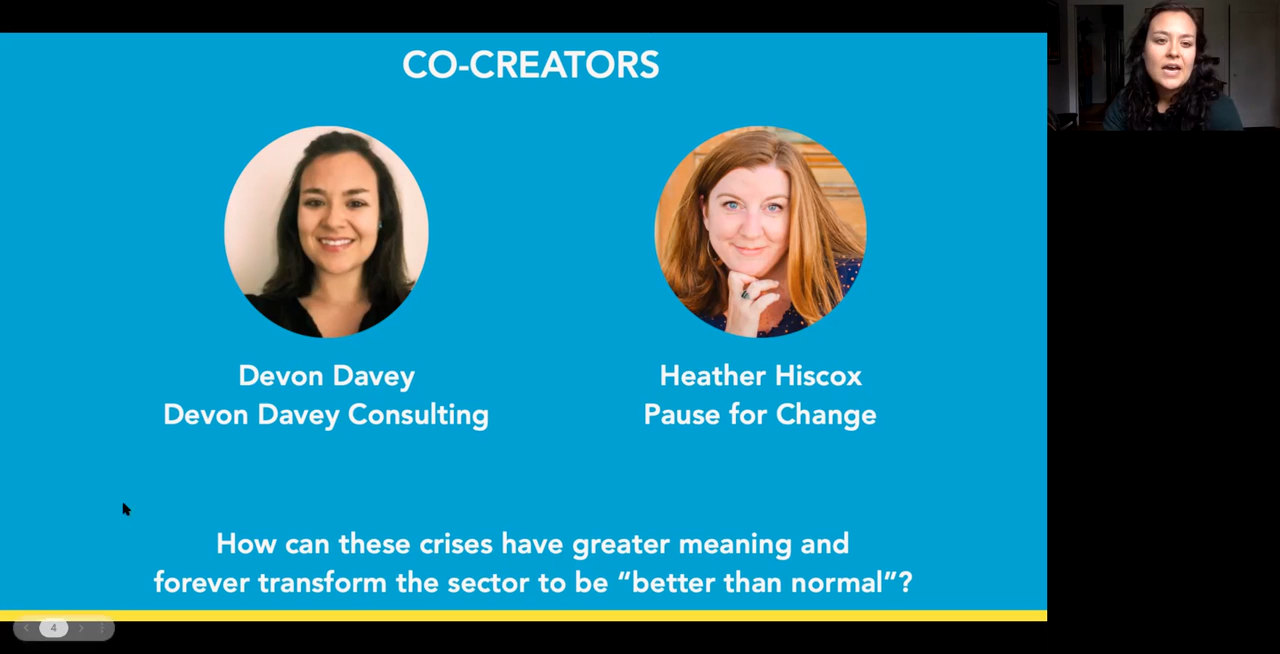 CO-CREATORS
Devon Davey
Devon Davey Consulting
Heather Hiscox
Pause for Change
How can these crises have greater meaning and
forever transform the sector to be “better than normal”?
4